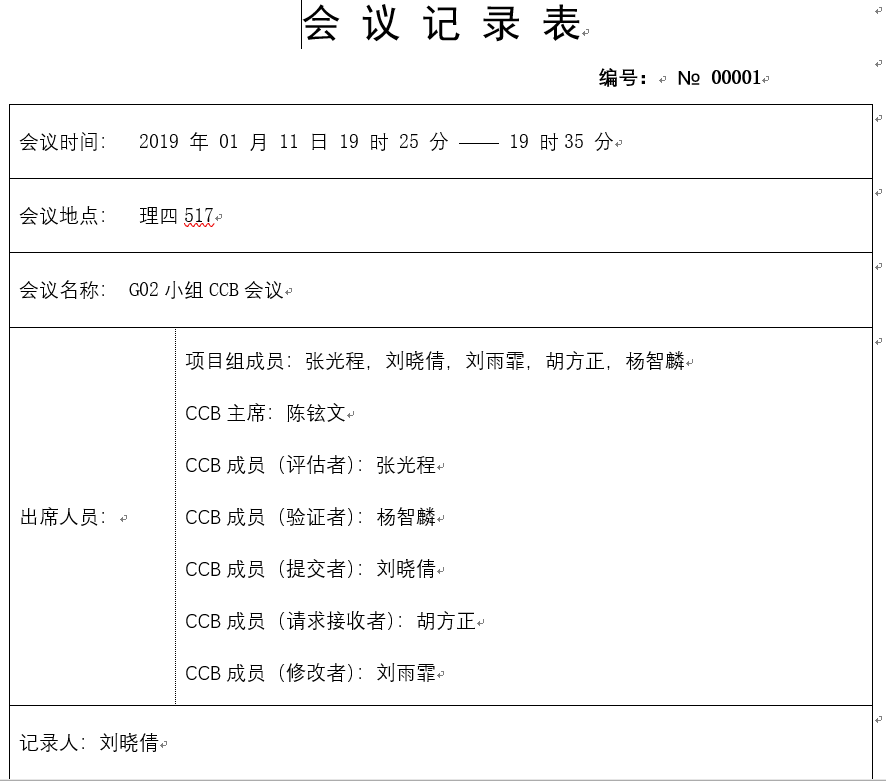 会 议 记 录 表
编号： № 00001
会议时间： 2019 年 01 月 11 日 19 时 25 分 —— 19 时 35 分
会议地点： 理四 517
会议名称： G02 小组 CCB 会议
项目组成员：张光程，刘晓倩，刘雨霏，胡方正，杨智麟
CCB 主席：陈铉文
CCB 成员（评估者）：张光程
出席人员：
CCB 成员（验证者）：杨智麟
CCB 成员（提交者）：刘晓倩
CCB 成员（请求接收者）：胡方正
CCB 成员（修改者）：刘雨霏
记录人：刘晓倩